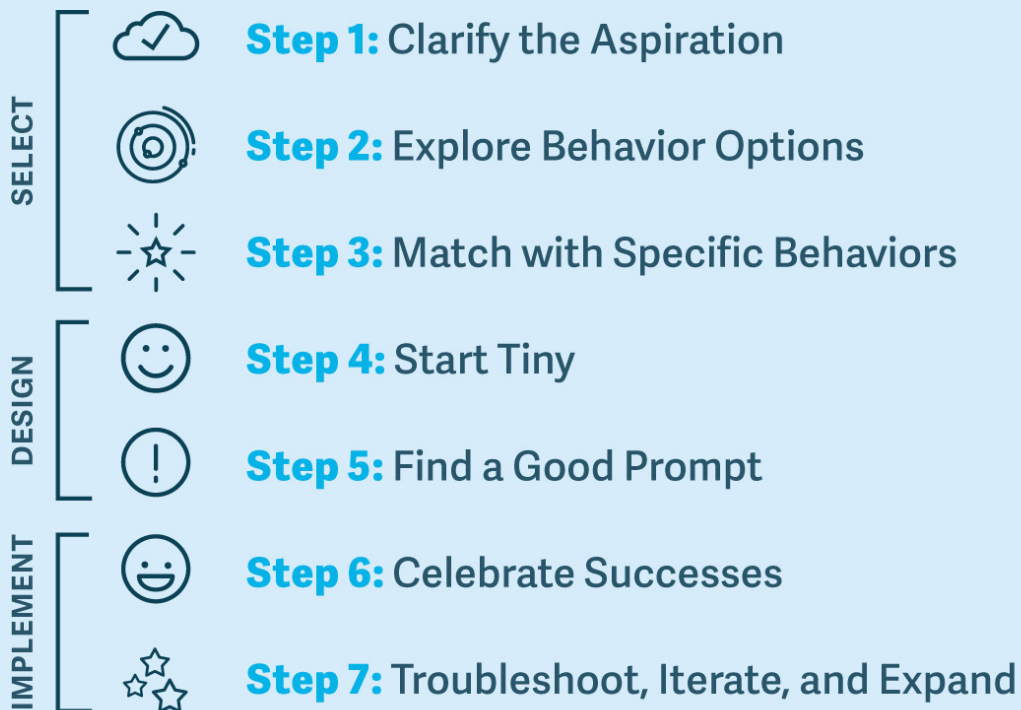 SELECT
Step 1: Clarify the Aspiration
Step 2: Explore Behavior Options
Step 3: Match with Specific Behaviors
DESIGN
Step 4: Start Tiny
Step 5: Find a Good Prompt
IMPLEMENT
Step 6: Celebrate Successes
Step 7: Troubleshoot, Iterate, and Expand